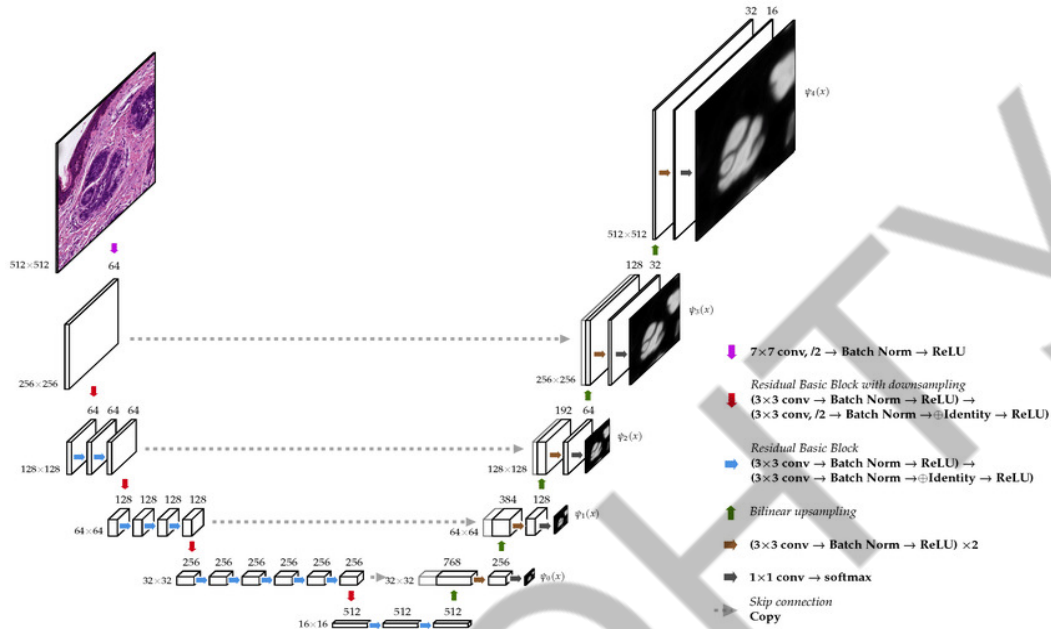 32 16
ψ₄(x)
512×512
512×512
64
128 32
ψ₃(x)
256×256
256×256
7×7 conv, /2 → Batch Norm → ReLU
Residual Basic Block with downsampling
(3×3 conv → Batch Norm → ReLU) →
(3×3 conv, /2 → Batch Norm →⊕Identity → ReLU)
64 64 64
192 64
ψ₂(x)
128×128
128×128
Residual Basic Block
(3×3 conv → Batch Norm → ReLU) →
(3×3 conv → Batch Norm →⊕Identity → ReLU)
128 128 128 128
384 128
ψ₁(x)
64×64
64×64
Bilinear upsampling
(3×3 conv → Batch Norm → ReLU) ×2
256 256 256 256 256 256
768 256
ψ₀(x)
32×32
32×32
1×1 conv → softmax
Skip connection
Copy
512 512 512
16×16